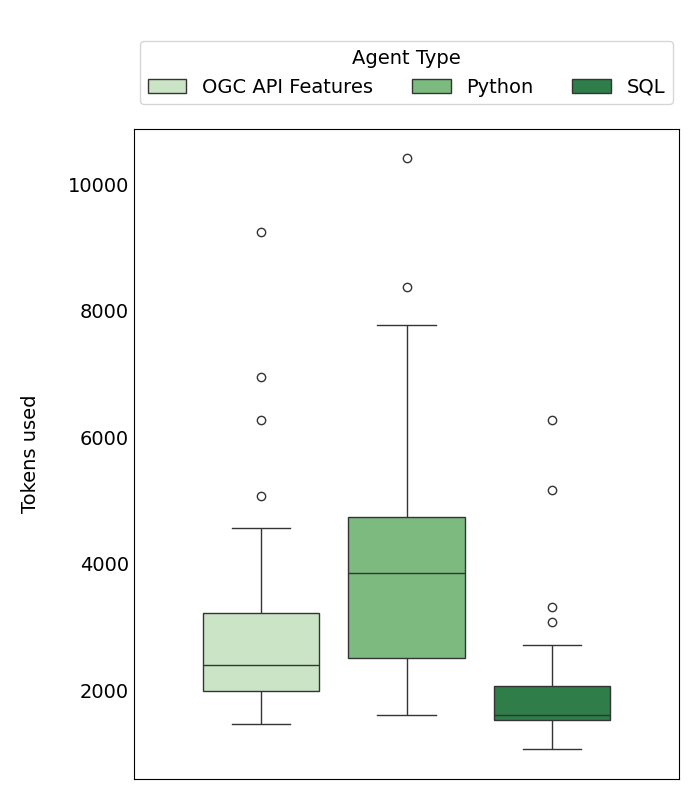 Agent Type
OGC API Features
Python
SQL
10000
8000
6000
4000
2000
Tokens used